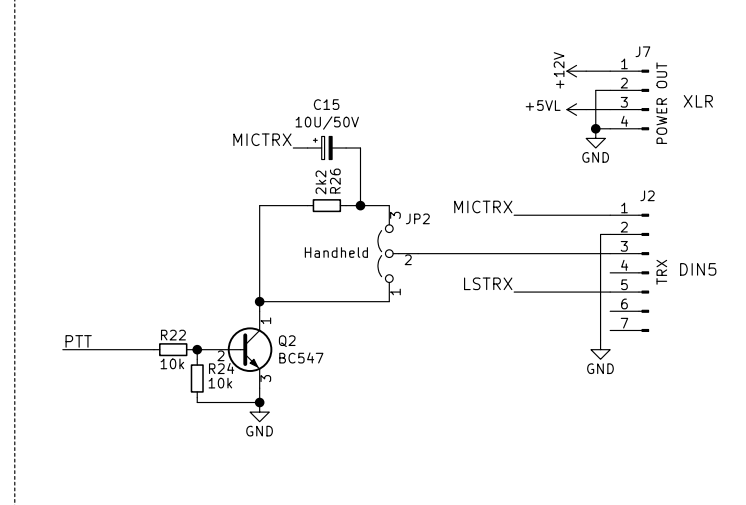 J7
+12V
1
2
+5VL
3
4
POWER OUT
XLR
GND
C15
10U/50V
MICTRX
+
2k2
R26
3
JP2
Handheld
2
1
J2
MICTRX
1
2
3
4
LSTRX
5
6
7
TRX
DIN5
GND
PTT
R22
10k
2
R24
10k
1
Q2
BC547
3
GND